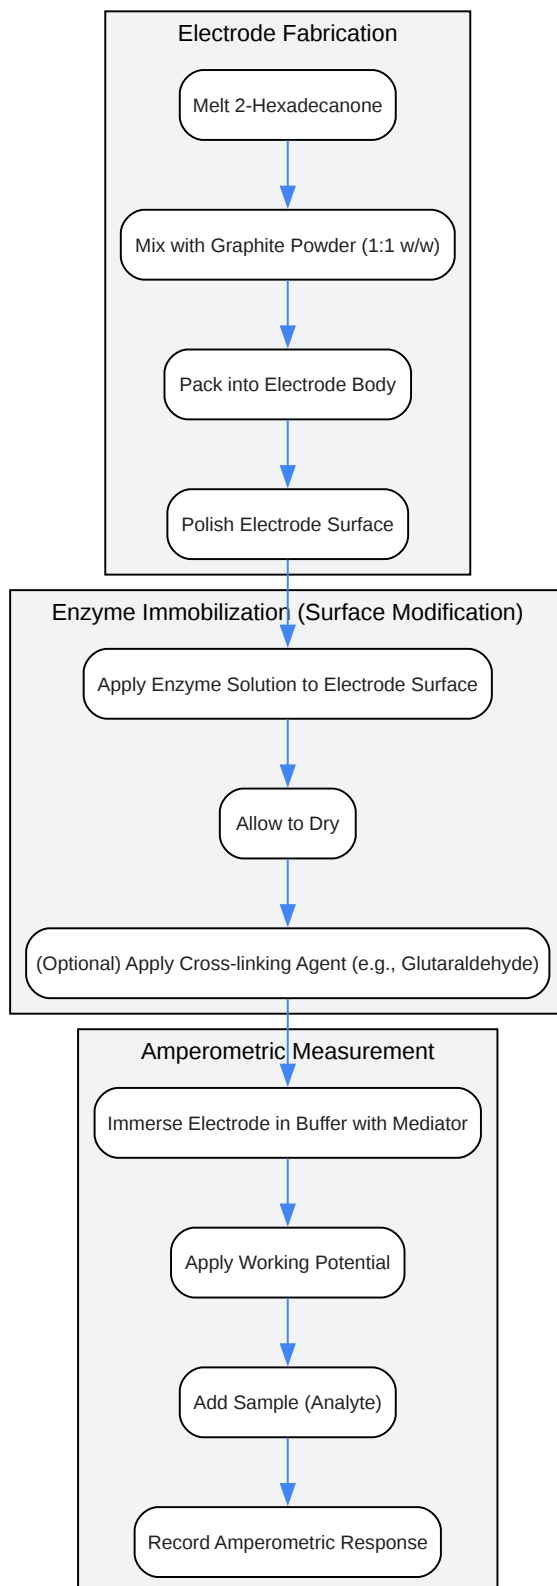 Electrode Fabrication
Melt 2-Hexadecanone
Mix with Graphite Powder (1:1 w/w)
Pack into Electrode Body
Polish Electrode Surface
Enzyme Immobilization (Surface Modification)
Apply Enzyme Solution to Electrode Surface
Allow to Dry
(Optional) Apply Cross-linking Agent (e.g., Glutaraldehyde)
Amperometric Measurement
Immerse Electrode in Buffer with Mediator
Apply Working Potential
Add Sample (Analyte)
Record Amperometric Response